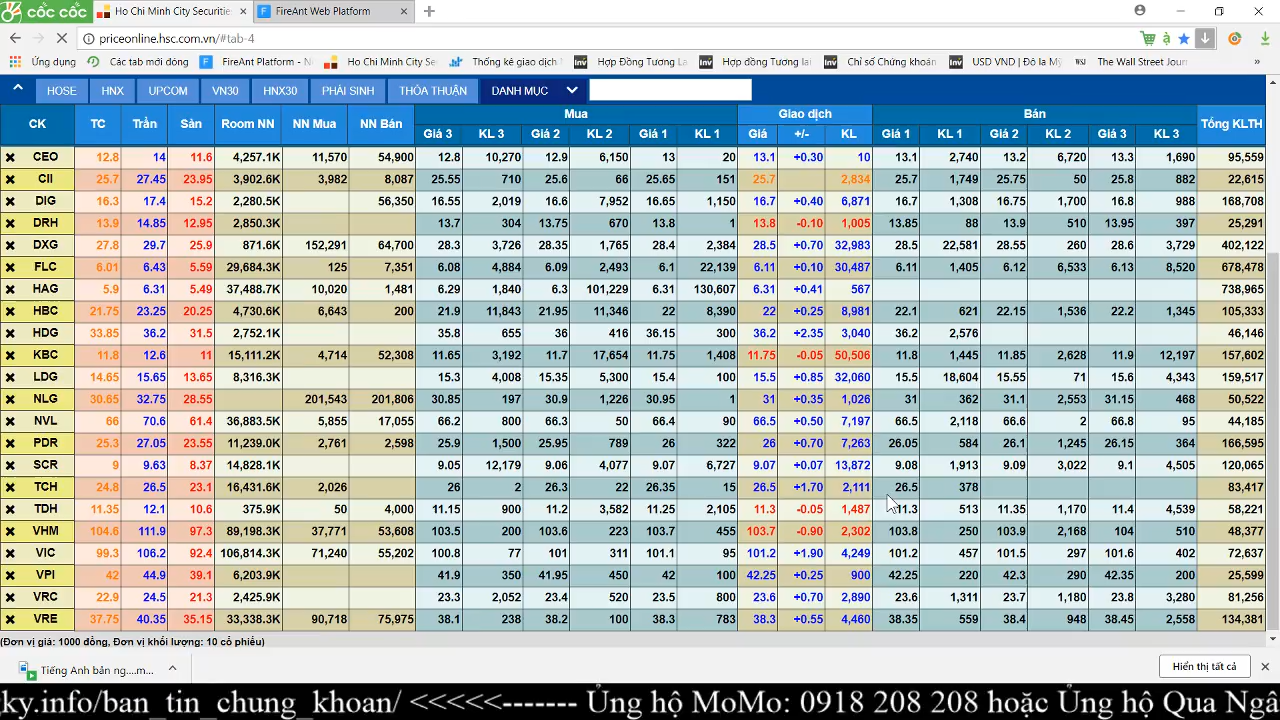 cốc cốc Ho Chi Minh City Securities FireAnt Web Platform
priceonline.hsc.com.vn/#tab-4
Ứng dụng Các tab mới đóng FireAnt Platform - Ho Chi Minh City Se Thống kê giao dịch Hợp Đồng Tương La Hợp đồng tương lai Chỉ số Chứng khoán USD VND | Đô la Mỹ The Wall Street Jour »
HOSE HNX UPCOM VN30 HNX30 PHÁI SINH THỎA THUẬN DANH MỤC
Mua Giao dịch Bán
CK TC Trần Sàn Room NN NN Mua NN Bán Giá 3 KL 3 Giá 2 KL 2 Giá 1 KL 1 Giá +/- KL Giá 1 KL 1 Giá 2 KL 2 Giá 3 KL 3 Tổng KLTH
CEO 12.8 14 11.6 4,257.1K 11,570 54,900 12.8 10,270 12.9 6,150 13 20 13.1 +0.30 10 13.1 2,740 13.2 6,720 13.3 1,690 95,559
CII 25.7 27.45 23.95 3,902.6K 3,982 8,087 25.55 710 25.6 66 25.65 151 25.7 2,834 25.7 1,749 25.75 50 25.8 882 22,615
DIG 16.3 17.4 15.2 2,280.5K 56,350 16.55 2,019 16.6 7,952 16.65 1,150 16.7 +0.40 6,871 16.7 1,308 16.75 1,700 16.8 988 168,708
DRH 13.9 14.85 12.95 2,850.3K 13.7 304 13.75 670 13.8 1 13.8 -0.10 1,005 13.85 88 13.9 510 13.95 397 25,291
DXG 27.8 29.7 25.9 871.6K 152,291 64,700 28.3 3,726 28.35 1,765 28.4 2,384 28.5 +0.70 32,983 28.5 22,581 28.55 260 28.6 3,729 402,122
FLC 6.01 6.43 5.59 29,684.3K 125 7,351 6.08 4,884 6.09 2,493 6.1 22,139 6.11 +0.10 30,487 6.11 1,405 6.12 6,533 6.13 8,520 678,478
HAG 5.9 6.31 5.49 37,488.7K 10,020 1,481 6.29 1,840 6.3 101,229 6.31 130,607 6.31 +0.41 567 738,965
HBC 21.75 23.25 20.25 4,730.6K 6,643 200 21.9 11,843 21.95 11,346 22 8,390 22 +0.25 8,981 22.1 621 22.15 1,536 22.2 1,345 105,333
HDG 33.85 36.2 31.5 2,752.1K 35.8 655 36 416 36.15 300 36.2 +2.35 3,040 36.2 2,576 46,146
KBC 11.8 12.6 11 15,111.2K 4,714 52,308 11.65 3,192 11.7 17,654 11.75 1,408 11.75 -0.05 50,506 11.8 1,445 11.85 2,628 11.9 12,197 157,602
LDG 14.65 15.65 13.65 8,316.3K 15.3 4,008 15.35 5,300 15.4 100 15.5 +0.85 32,060 15.5 18,604 15.55 71 15.6 4,343 159,517
NLG 30.65 32.75 28.55 201,543 201,806 30.85 197 30.9 1,226 30.95 1 31 +0.35 1,026 31 362 31.1 2,553 31.15 468 50,522
NVL 66 70.6 61.4 36,883.5K 5,855 17,055 66.2 800 66.3 50 66.4 90 66.5 +0.50 7,197 66.5 2,118 66.6 2 66.8 95 44,185
PDR 25.3 27.05 23.55 11,239.0K 2,761 2,598 25.9 1,500 25.95 789 26 322 26 +0.70 7,263 26.05 584 26.1 1,245 26.15 364 166,595
SCR 9 9.63 8.37 14,828.1K 9.05 12,179 9.06 4,077 9.07 6,727 9.07 +0.07 13,872 9.08 1,913 9.09 3,022 9.1 4,505 120,065
TCH 24.8 26.5 23.1 16,431.6K 2,026 26 2 26.3 22 26.35 15 26.5 +1.70 2,111 26.5 378 83,417
TDH 11.35 12.1 10.6 375.9K 50 4,000 11.15 900 11.2 3,582 11.25 2,105 11.3 -0.05 1,487 11.3 513 11.35 1,170 11.4 4,539 58,221
VHM 104.6 111.9 97.3 89,198.3K 37,771 53,608 103.5 200 103.6 223 103.7 455 103.7 -0.90 2,302 103.8 250 103.9 2,168 104 510 48,377
VIC 99.3 106.2 92.4 106,814.3K 71,240 55,202 100.8 77 101 311 101.1 95 101.2 +1.90 4,249 101.2 457 101.5 297 101.6 402 72,637
VPI 42 44.9 39.1 6,203.9K 41.9 350 41.95 450 42 100 42.25 +0.25 900 42.25 220 42.3 290 42.35 200 25,599
VRC 22.9 24.5 21.3 2,425.9K 23.3 2,052 23.4 520 23.5 800 23.6 +0.70 2,890 23.6 1,311 23.7 1,180 23.8 3,280 81,256
VRE 37.75 40.35 35.15 33,338.3K 90,718 75,975 38.1 238 38.2 100 38.3 783 38.3 +0.55 4,460 38.35 559 38.4 948 38.45 2,558 134,381
(Đơn vị giá: 1000 đồng, Đơn vị khối lượng: 10 cổ phiếu)
Tiếng Anh bản ng....m... Hiển thị tất cả
ky.info/ban_tin_chung_khoan/ <<<<<------- Ủng hộ MoMo: 0918 208 208 hoặc Ủng hộ Qua Ngâ